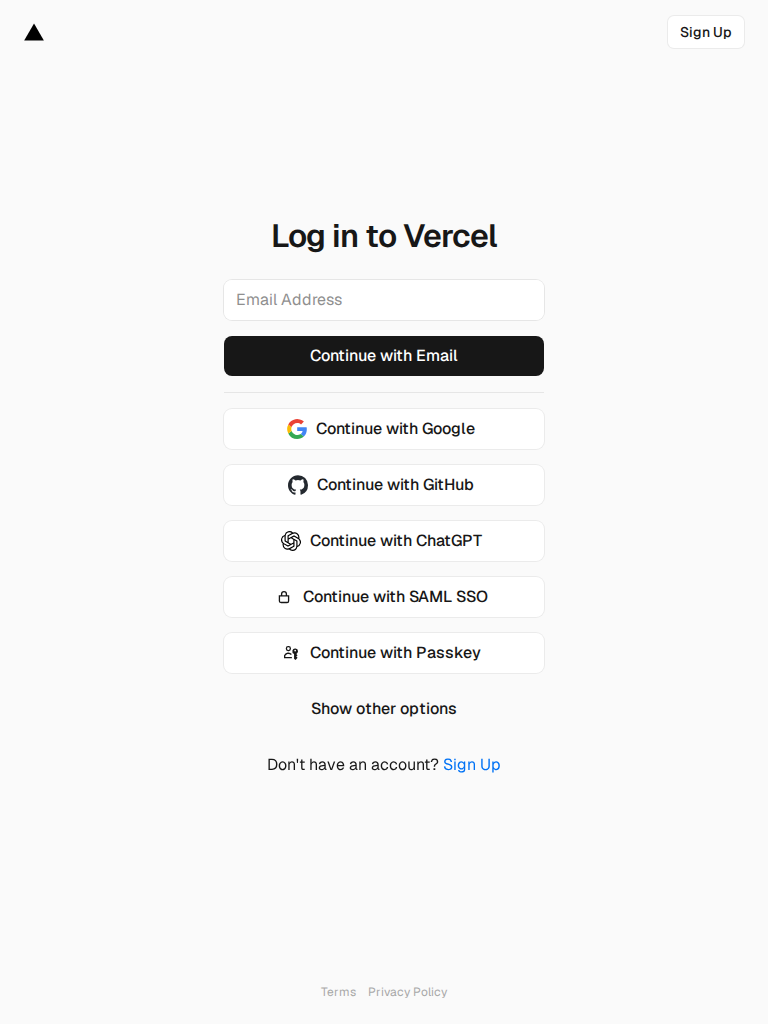 Sign Up
Log in to Vercel
Email Address
Continue with Email
Continue with Google
Continue with GitHub
Continue with ChatGPT
Continue with SAML SSO
Continue with Passkey
Show other options
Don't have an account? Sign Up
Terms Privacy Policy